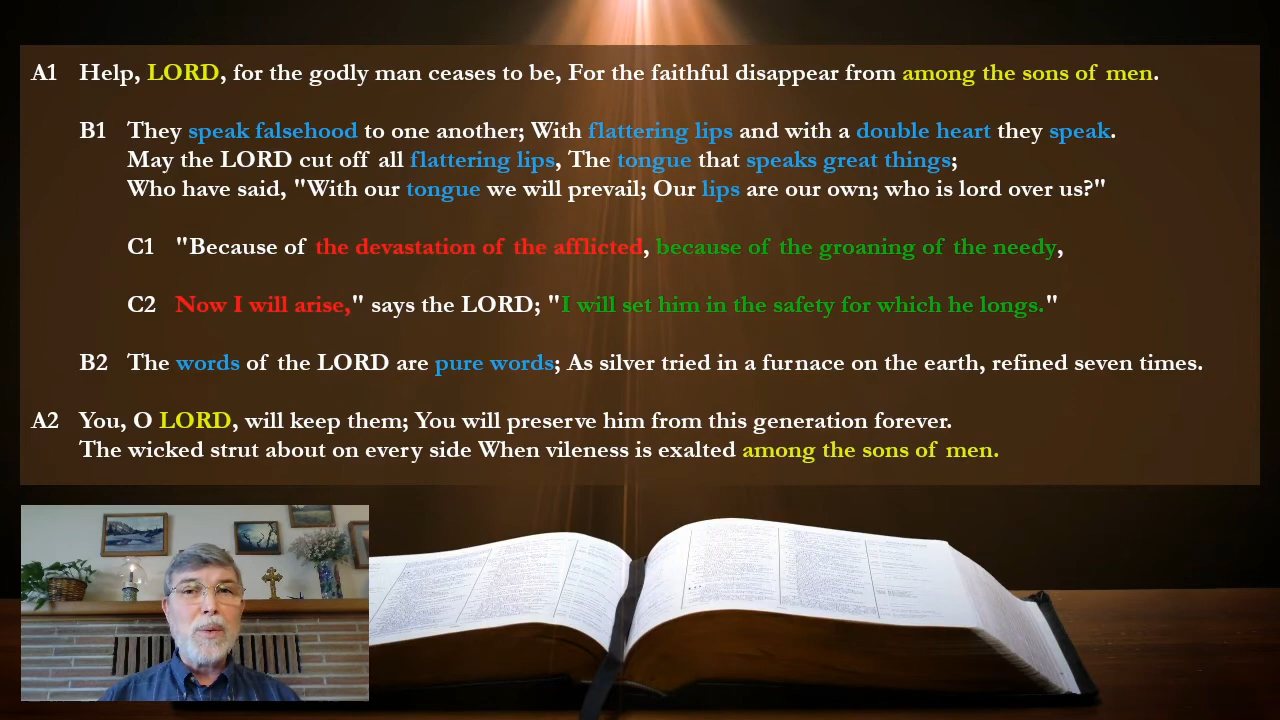 A1 Help, LORD, for the godly man ceases to be, For the faithful disappear from among the sons of men.
B1 They speak falsehood to one another; With flattering lips and with a double heart they speak.
May the LORD cut off all flattering lips, The tongue that speaks great things;
Who have said, "With our tongue we will prevail; Our lips are our own; who is lord over us?"
C1 "Because of the devastation of the afflicted, because of the groaning of the needy,
C2 Now I will arise," says the LORD; "I will set him in the safety for which he longs."
B2 The words of the LORD are pure words; As silver tried in a furnace on the earth, refined seven times.
A2 You, O LORD, will keep them; You will preserve him from this generation forever.
The wicked strut about on every side When vileness is exalted among the sons of men.